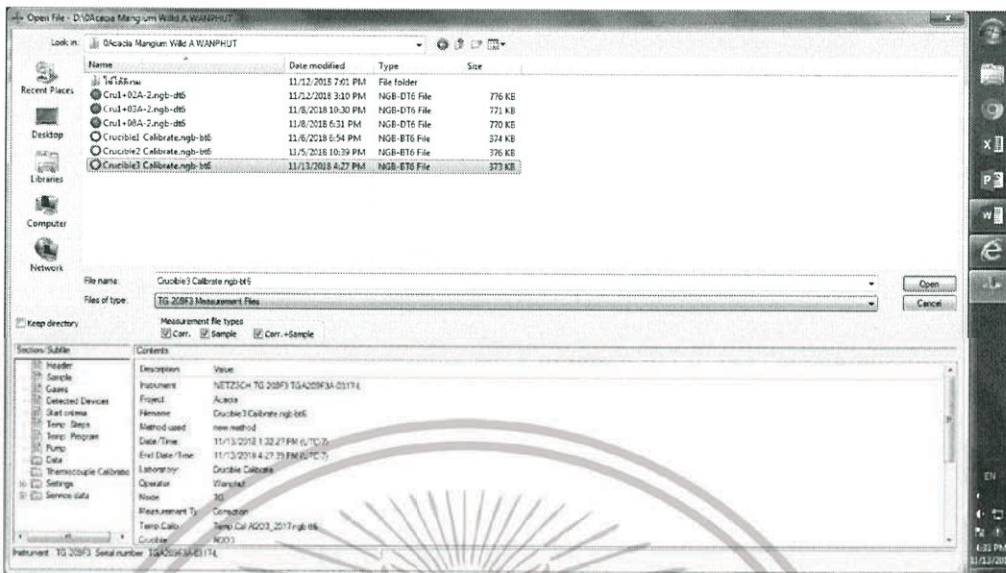 Open File - D:\0Acacia Mangium Willd A WANPHUT
Look in: 0Acacia Mangium Willd A WANPHUT
Name Date modified Type Size
11/12/2018 7:01 PM File folder
Cru1+02A-2.ngb-dt6 11/12/2018 3:10 PM NGB-DT6 File 776 KB
Cru1+03A-2.ngb-dt6 11/8/2018 10:30 PM NGB-DT6 File 771 KB
Cru1+08A-2.ngb-dt6 11/8/2018 6:31 PM NGB-DT6 File 770 KB
Crucible1 Calibrate.ngb-bt6 11/6/2018 6:54 PM NGB-BT6 File 374 KB
Crucible2 Calibrate.ngb-bt6 11/5/2018 10:39 PM NGB-BT6 File 376 KB
Crucible3 Calibrate.ngb-bt6 11/13/2018 4:27 PM NGB-BT6 File 373 KB
Recent Places
Desktop
Libraries
Computer
Network
File name: Crucible3 Calibrate.ngb-bt6 Open
Files of type: TG 209F3 Measurement Files Cancel
Keep directory
Measurement file types
Corr. Sample Corr.+Sample
Section/Subfile
Header
Sample
Gases
Detected Devices
Start criteria
Temp. Steps
Temp. Program
Pump
Data
Thermocouple Calibratio
Settings
Service data
Contents
Description Value
Instrument NETZSCH TG 209F3 TGA209F3A-0317-L
Project Acacia
Filename Crucible3 Calibrate.ngb-bt6
Method used new method
Date/Time 11/13/2018 1:32:27 PM (UTC-7)
End Date/Time 11/13/2018 4:27:39 PM (UTC-7)
Laboratory Crucible Calibrate
Operator Wanphut
Mode TG
Measurement Ty Correction
Temp.Calib
Crucible Al2O3
Instrument: TG 209F3 Serial number: TGA209F3A-0317-L
EN
6:33 PM